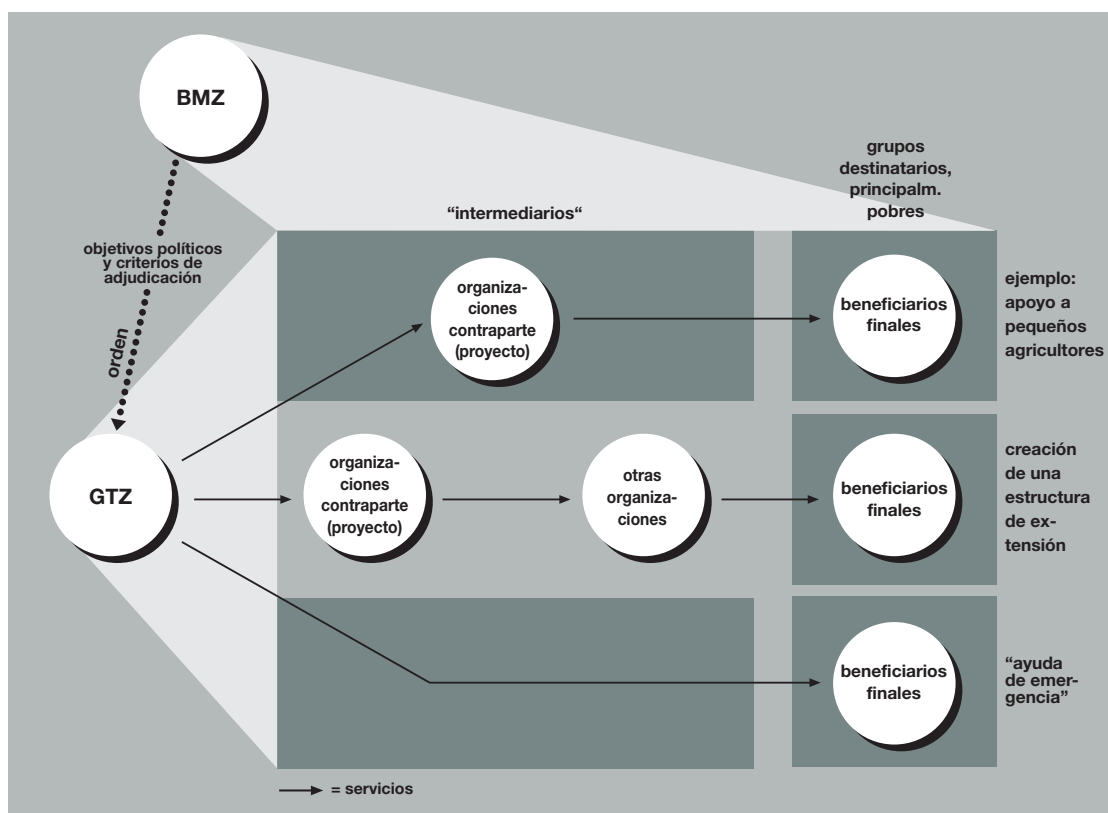 BMZ
grupos
destinatarios,
principalm.
pobres
“intermediarios“
objetivos políticos
y criterios de
adjudicación
orden
organiza-
ciones
contraparte
(proyecto)
beneficiarios
finales
ejemplo:
apoyo a
pequeños
agricultores
GTZ
organiza-
ciones
contraparte
(proyecto)
otras
organiza-
ciones
beneficiarios
finales
creación
de una
estructura
de ex-
tensión
beneficiarios
finales
“ayuda
de emer-
gencia”
= servicios